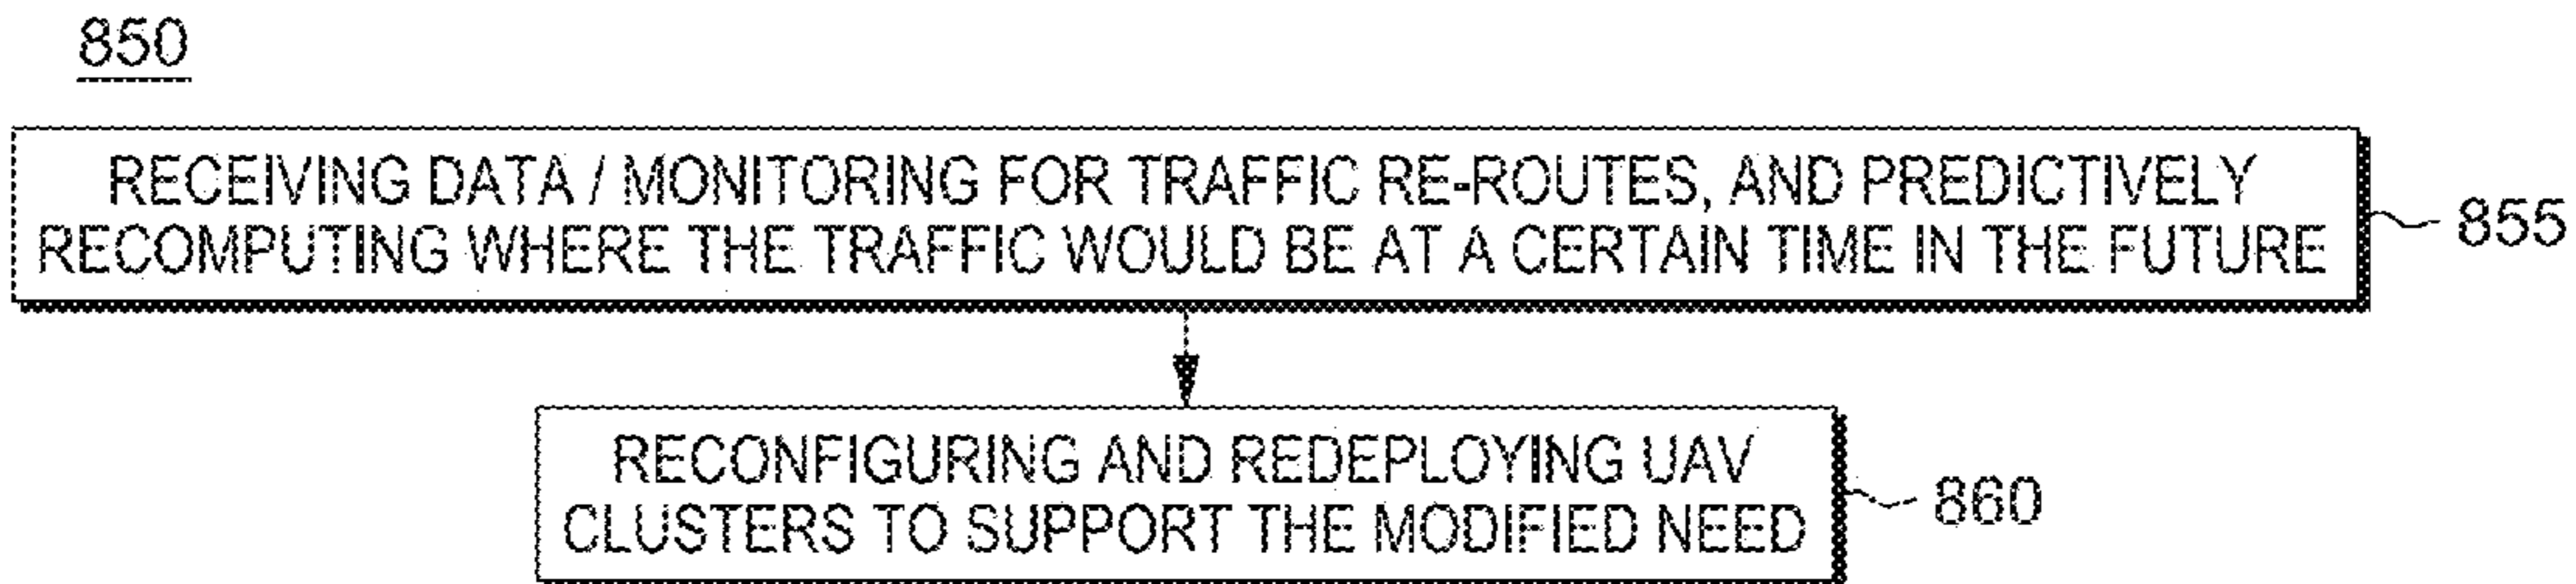 850
RECEIVING DATA / MONITORING FOR TRAFFIC RE-ROUTES, AND PREDICTIVELY
RECOMPUTING WHERE THE TRAFFIC WOULD BE AT A CERTAIN TIME IN THE FUTURE
855
RECONFIGURING AND REDEPLOYING UAV
CLUSTERS TO SUPPORT THE MODIFIED NEED
860